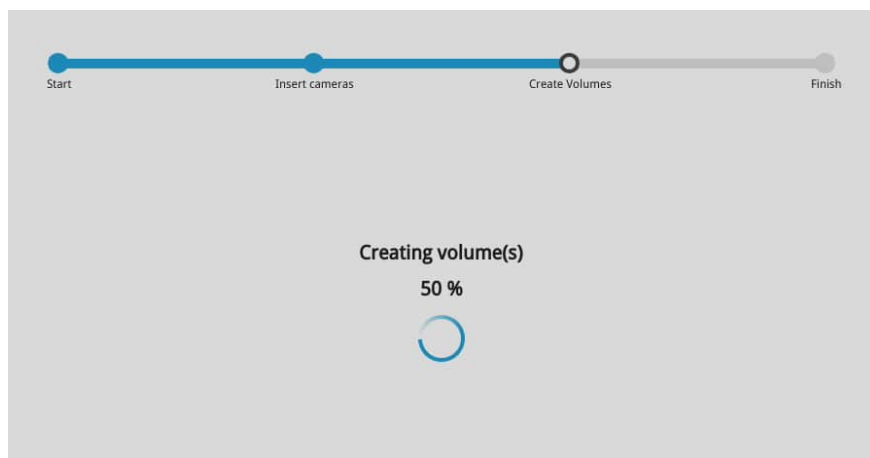 Start
Insert cameras
Create Volumes
Finish
Creating volume(s)
50 %